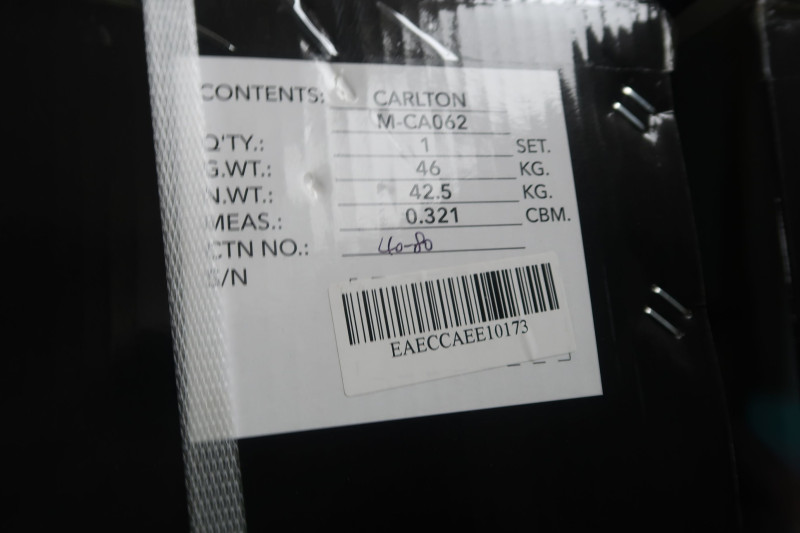 CONTENTS: CARLTON
M-CA062
Q'TY.: 1 SET.
G.WT.: 46 KG.
N.WT.: 42.5 KG.
MEAS.: 0.321 CBM.
CTN NO.: 40-80
S/N
EAECCAEE10173